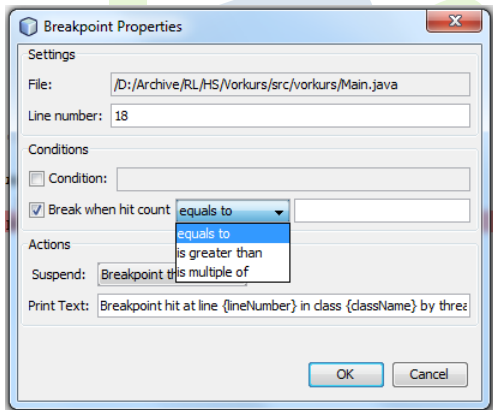 Breakpoint Properties
Settings
File: /D:/Archive/RL/HS/Vorkurs/src/vorkurs/Main.java
Line number: 18
Conditions
Condition:
Break when hit count equals to
equals to
is greater than
is multiple of
Actions
Suspend: Breakpoint th
Print Text: Breakpoint hit at line {lineNumber} in class {className} by threa
OK Cancel